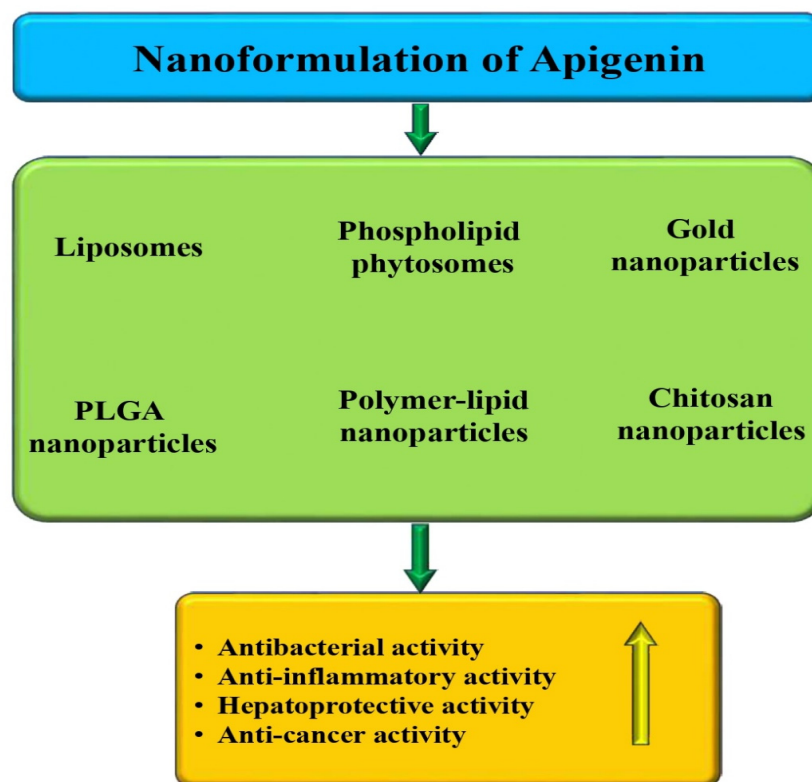 Nanoformulation of Apigenin
Liposomes
Phospholipid
phytosomes
Gold
nanoparticles
PLGA
nanoparticles
Polymer-lipid
nanoparticles
Chitosan
nanoparticles
• Antibacterial activity
• Anti-inflammatory activity
• Hepatoprotective activity
• Anti-cancer activity